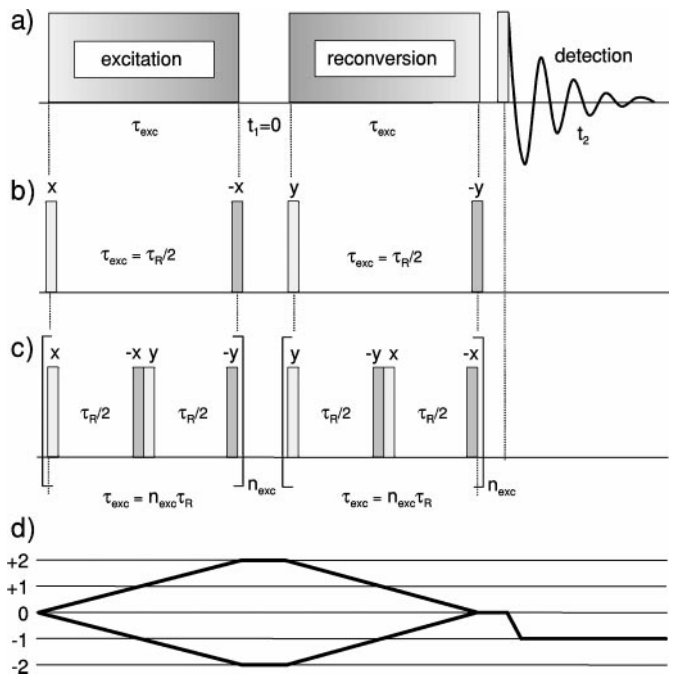 a)
excitation
reconversion
detection
τexc
t1=0
τexc
t2
b)
x
-x
y
-y
τexc = τR/2
τexc = τR/2
c)
x
-x y
-y
y
-y x
-x
τR/2
τR/2
τR/2
τR/2
nexc
nexc
τexc = nexcτR
τexc = nexcτR
d)
+2
+1
0
-1
-2